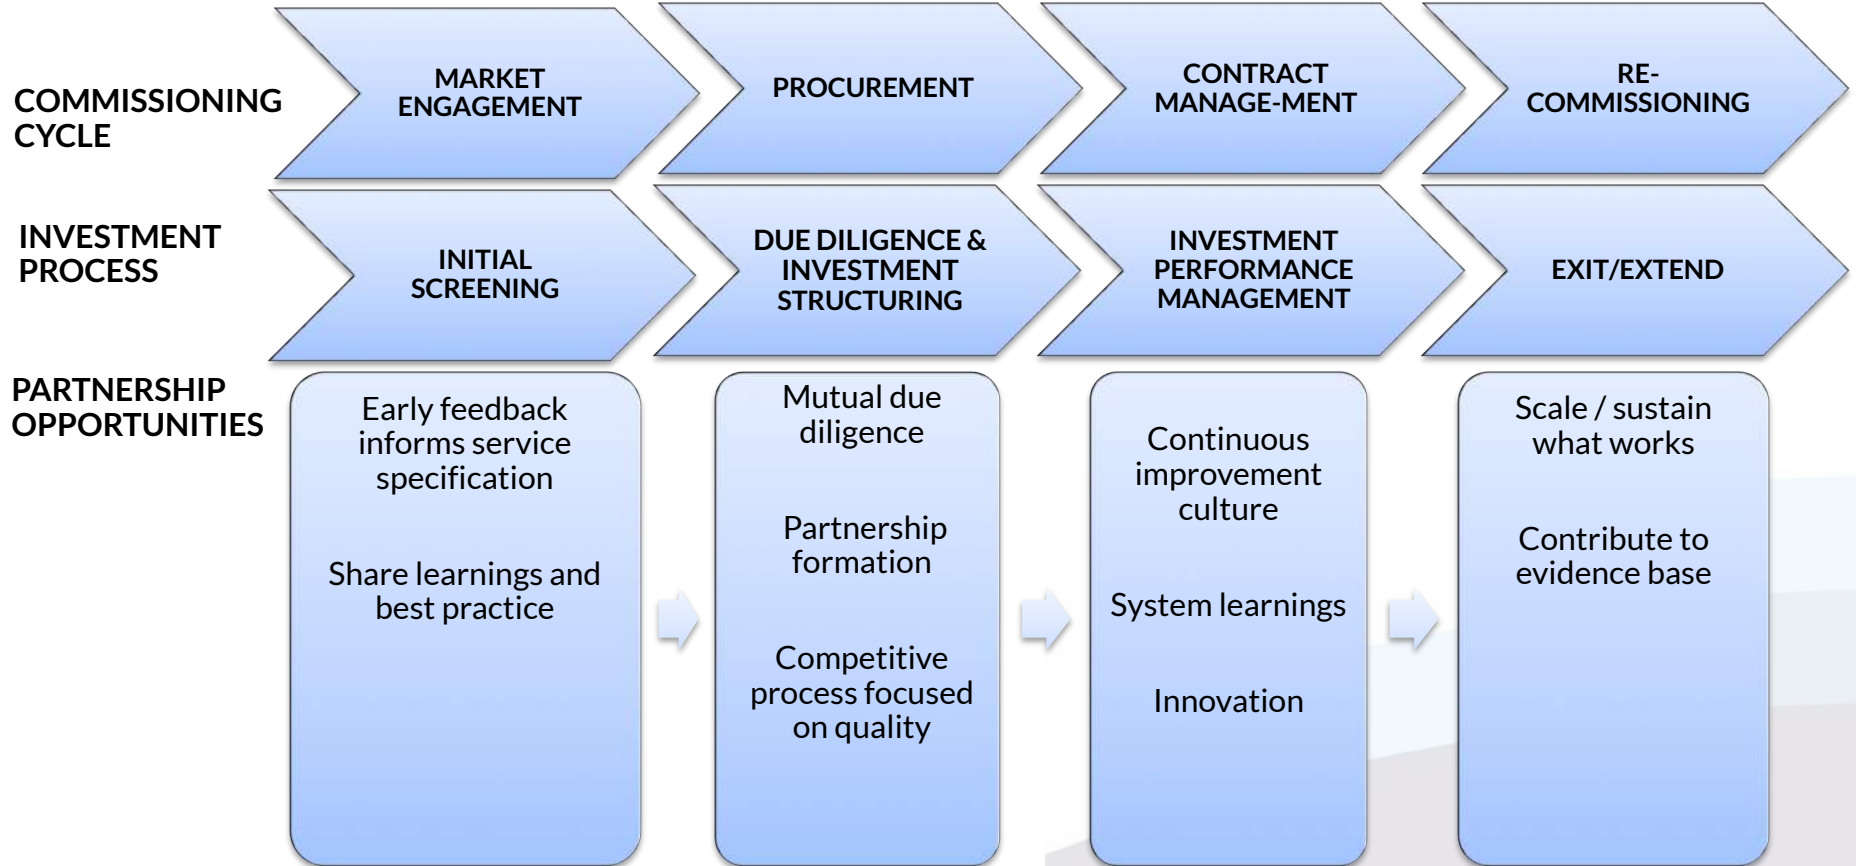 COMMISSIONING
CYCLE
MARKET
ENGAGEMENT
PROCUREMENT
CONTRACT
MANAGE-MENT
RE-
COMMISSIONING
INVESTMENT
PROCESS
INITIAL
SCREENING
DUE DILIGENCE &
INVESTMENT
STRUCTURING
INVESTMENT
PERFORMANCE
MANAGEMENT
EXIT/EXTEND
PARTNERSHIP
OPPORTUNITIES
Early feedback
informs service
specification
Share learnings and
best practice
Mutual due
diligence
Partnership
formation
Competitive
process focused
on quality
Continuous
improvement
culture
System learnings
Innovation
Scale / sustain
what works
Contribute to
evidence base